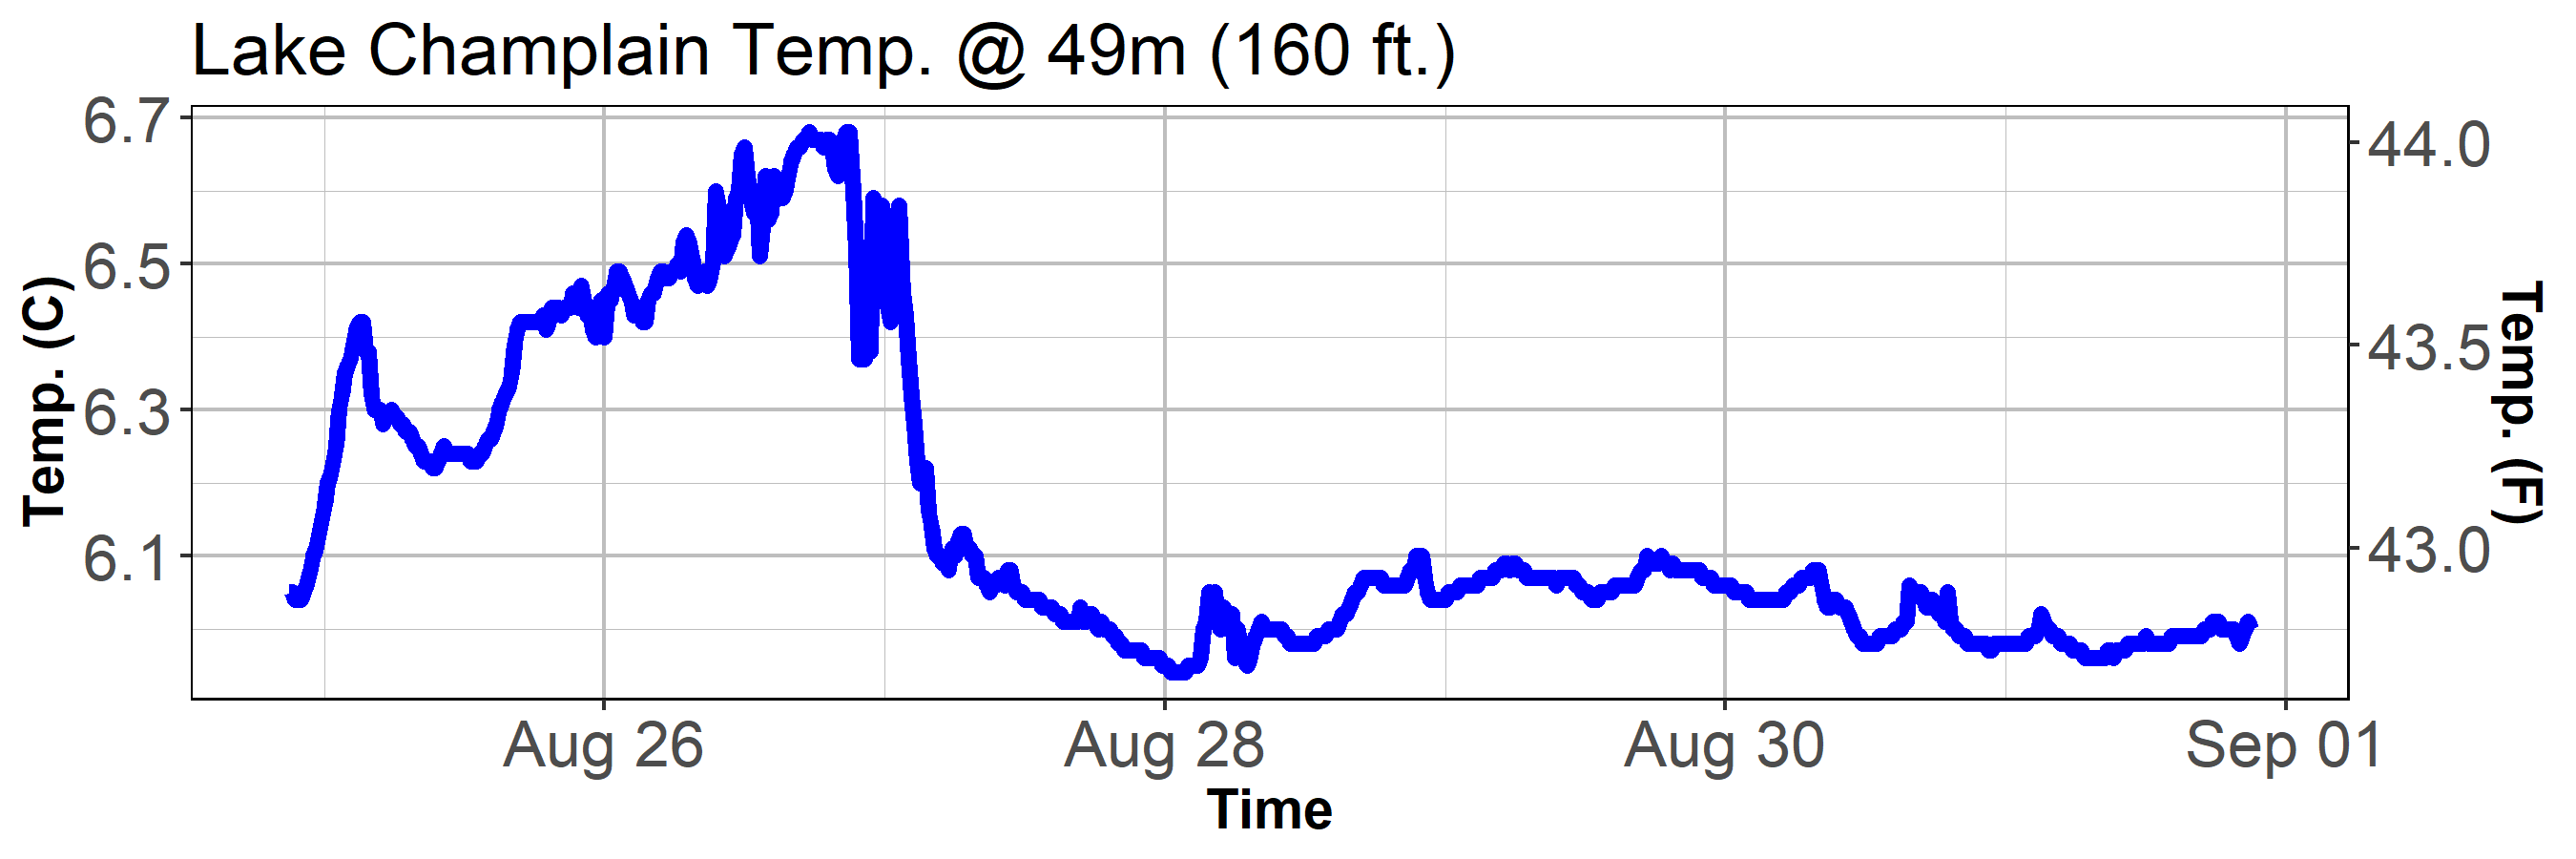 Lake Champlain Temp. @ 49m (160 ft.)
6.7
6.5
6.3
6.1
Temp. (C)
44.0
43.5
43.0
Temp. (F)
Aug 26 Aug 28 Aug 30 Sep 01
Time